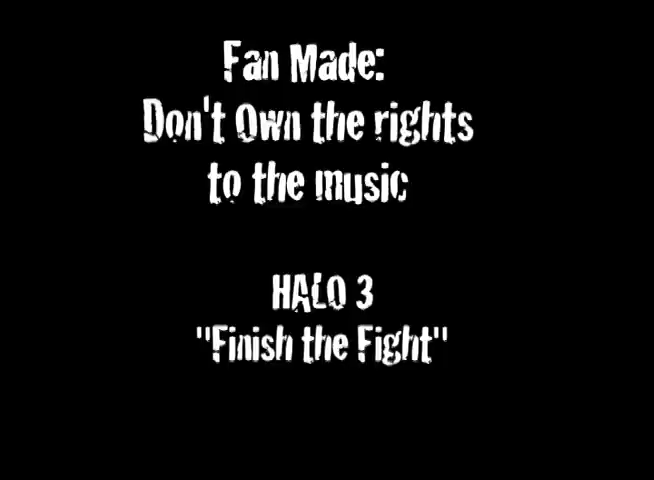 Fan Made:
Don't Own the rights
to the music
HALO 3
"Finish the Fight"